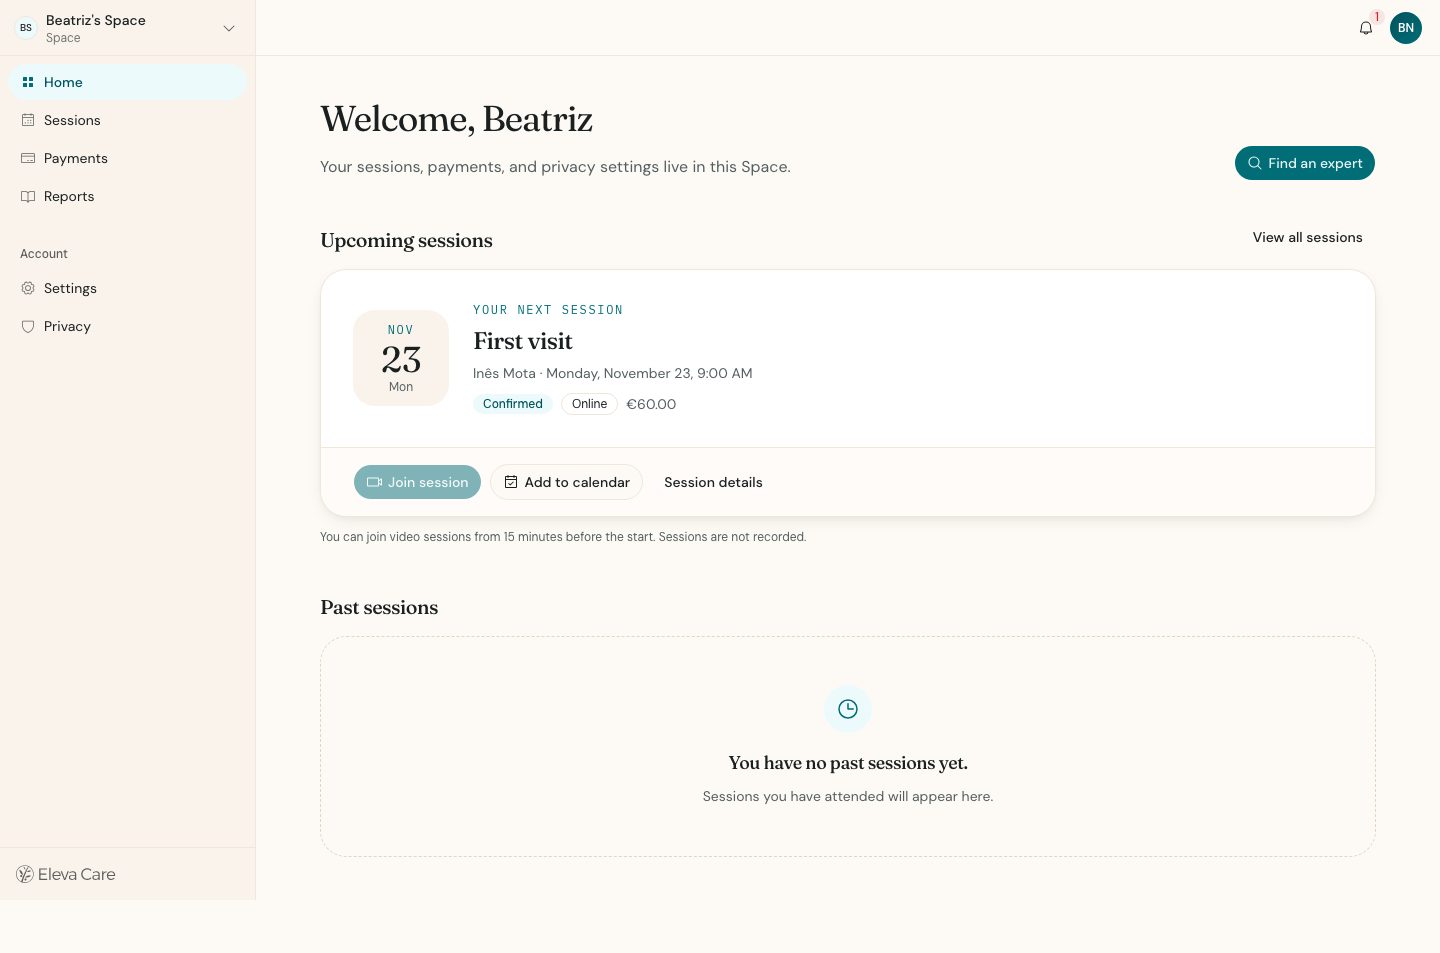 BS
Beatriz's Space
Space
1
BN
Home
Sessions
Payments
Reports
Account
Settings
Privacy
Eleva Care
Welcome, Beatriz
Your sessions, payments, and privacy settings live in this Space.
Find an expert
Upcoming sessions
View all sessions
NOV
23
Mon
YOUR NEXT SESSION
First visit
Inês Mota · Monday, November 23, 9:00 AM
Confirmed Online €60.00
Join session Add to calendar Session details
You can join video sessions from 15 minutes before the start. Sessions are not recorded.
Past sessions
You have no past sessions yet.
Sessions you have attended will appear here.